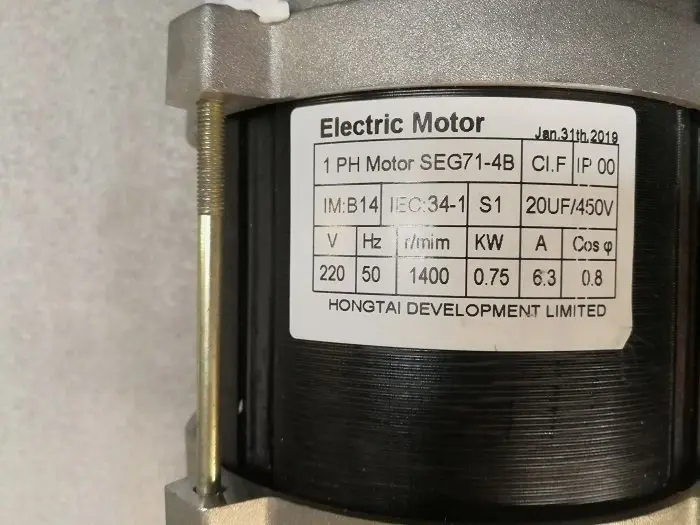 Electric Motor
Jan.31th.2019
1 PH Motor SEG71-4B CI.F IP 00
IM:B14 IEC:34-1 S1 20UF/450V
V Hz r/mim KW A Cos φ
220 50 1400 0.75 6.3 0.8
HONGTAI DEVELOPMENT LIMITED